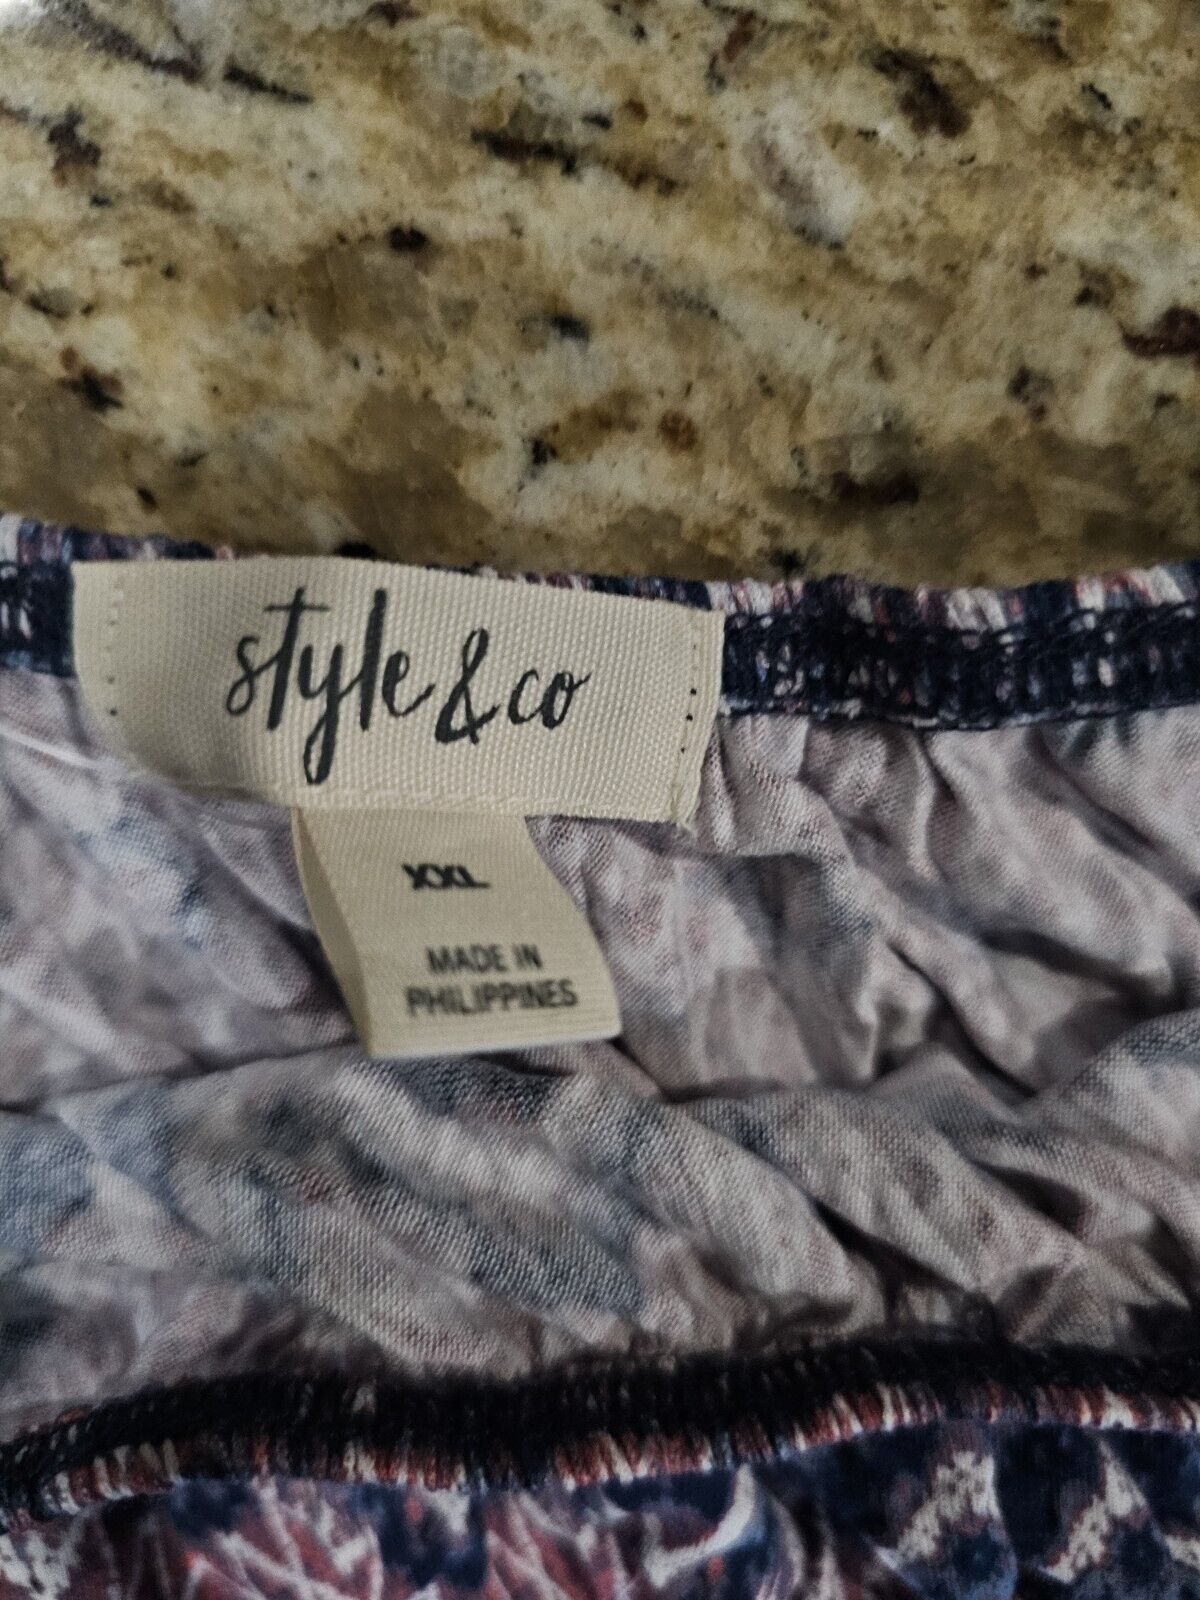 style & co
XXL
MADE IN
PHILIPPINES